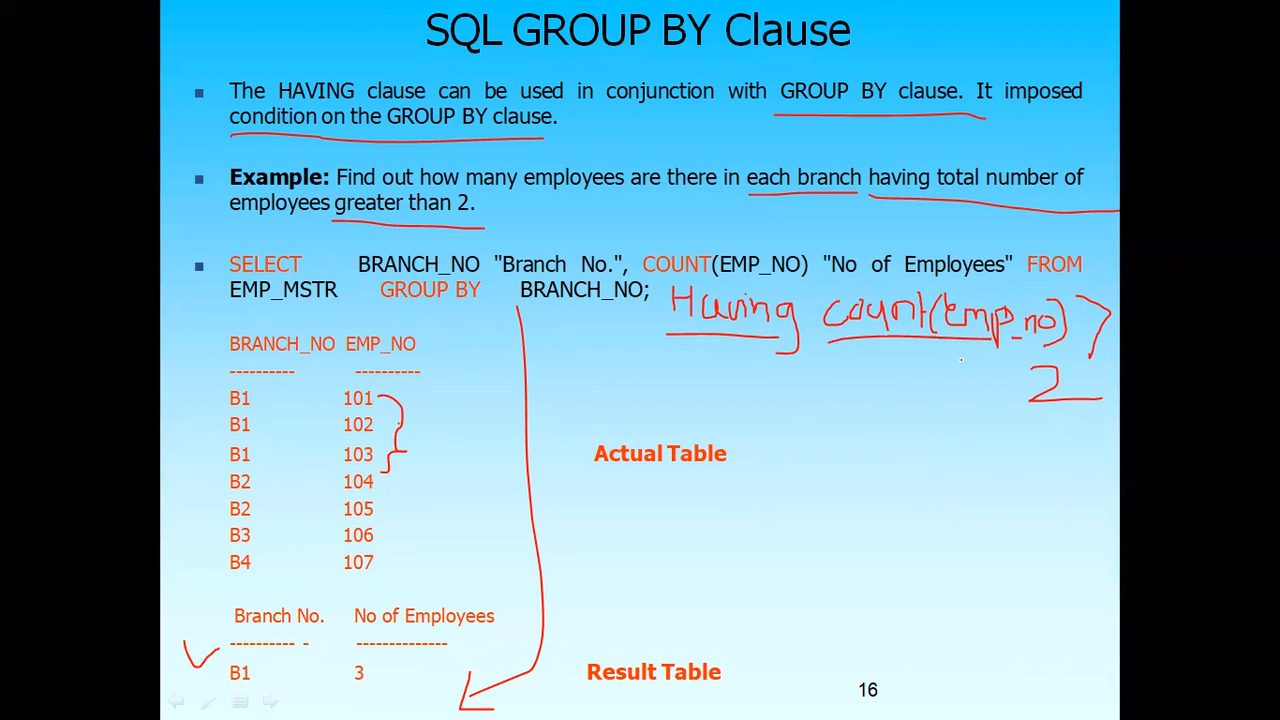 SQL GROUP BY Clause
The HAVING clause can be used in conjunction with GROUP BY clause. It imposed
condition on the GROUP BY clause.
Example: Find out how many employees are there in each branch having total number of
employees greater than 2.
SELECT BRANCH_NO "Branch No.", COUNT(EMP_NO) "No of Employees" FROM
EMP_MSTR GROUP BY BRANCH_NO;
Having count(emp_no) >
2
BRANCH_NO EMP_NO
---------- ----------
B1 101
B1 102
B1 103
Actual Table
B2 104
B2 105
B3 106
B4 107
Branch No. No of Employees
---------- - --------------
B1 3
Result Table
16